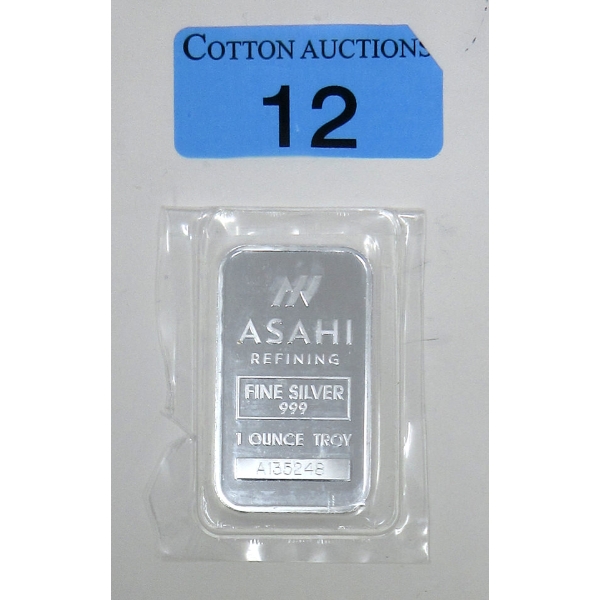 COTTON AUCTIONS
12
ASAHI
REFINING
FINE SILVER
999
1 OUNCE TROY
A135248